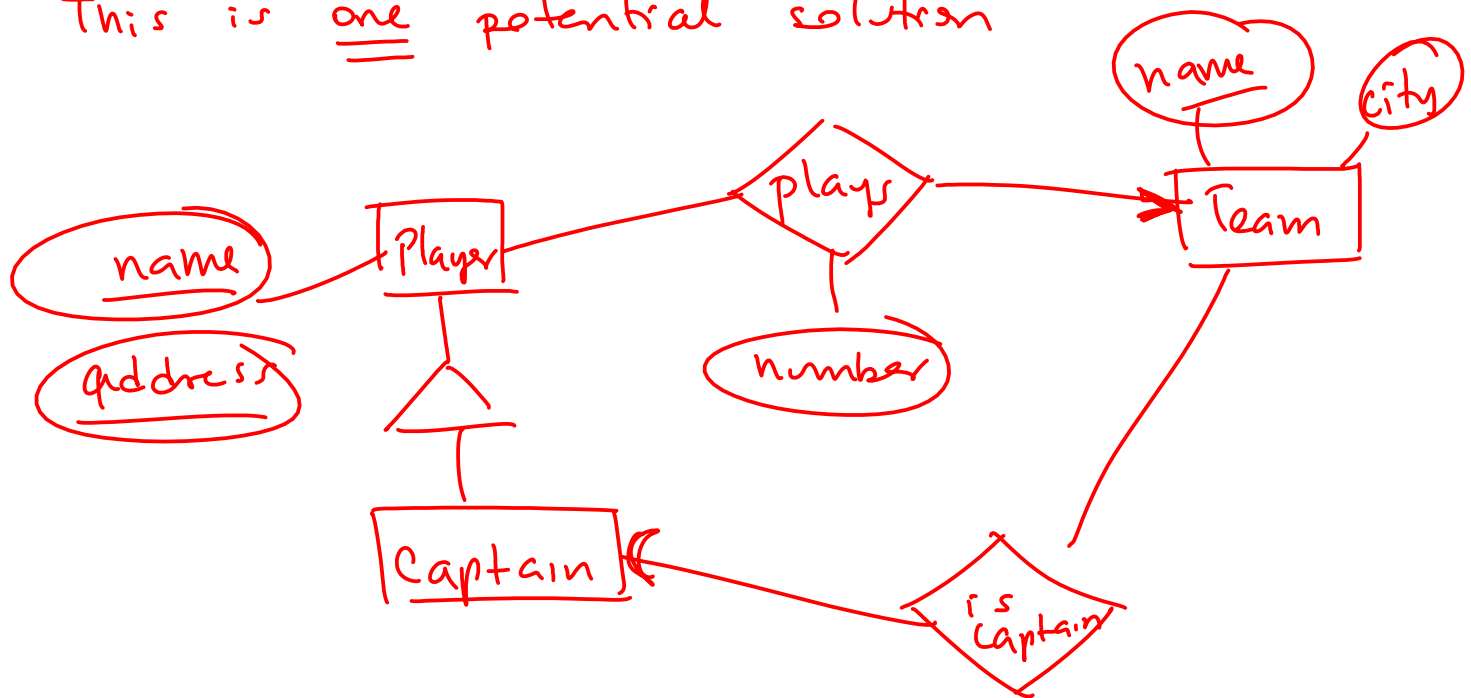 This is one potential solution
name
city
plays
Team
Player
name
number
address
Captain
is
Captain